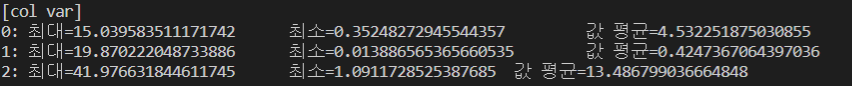 [col var]
0: 최대=15.039583511171742 최소=0.35248272945544357 값 평균=4.532251875030855
1: 최대=19.870222048733886 최소=0.013886565365660535 값 평균=0.4247367064397036
2: 최대=41.976631844611745 최소=1.0911728525387685 값 평균=13.486799036664848